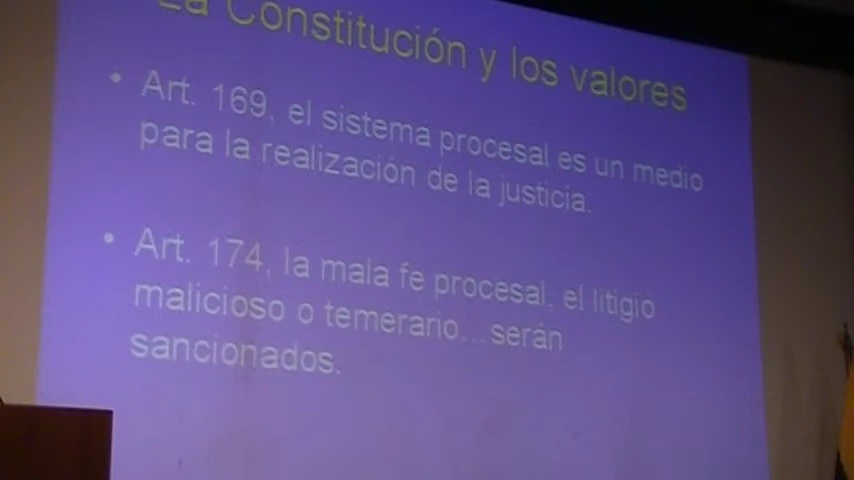 La Constitución y los valores
• Art. 169, el sistema procesal es un medio
para la realización de la justicia.
• Art. 174, la mala fe procesal, el litigio
malicioso o temerario...serán
sancionados.